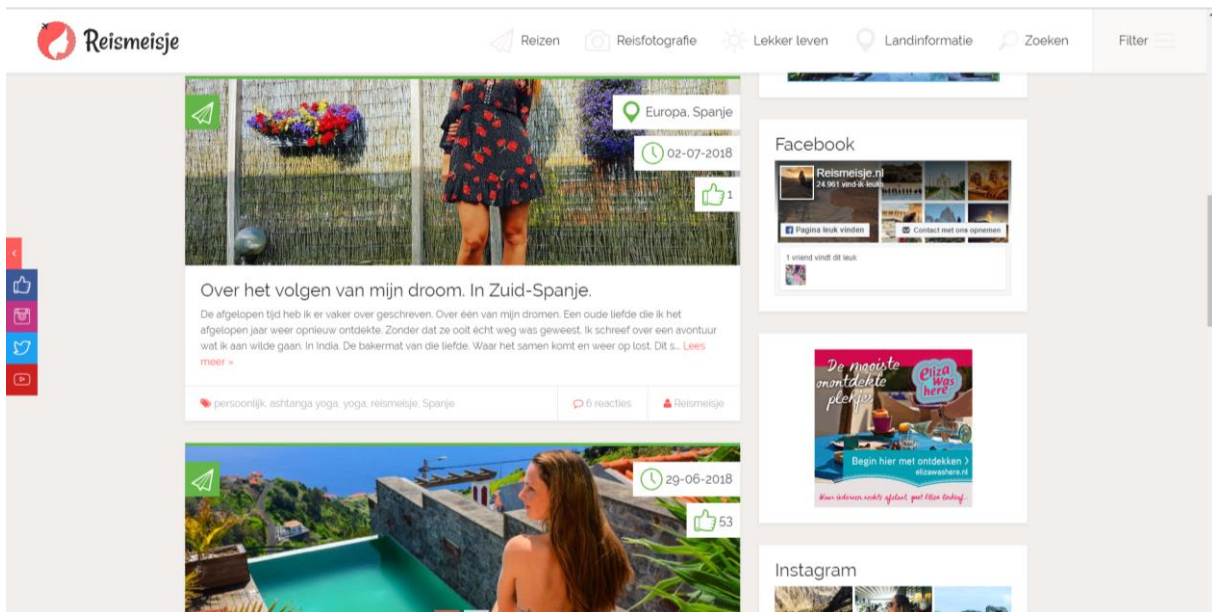 Reismeisje
Reizen
Reisfotografie
Lekker leven
Landinformatie
Zoeken
Filter
Europa, Spanje
02-07-2018
1
Over het volgen van mijn droom. In Zuid-Spanje.
De afgelopen tijd heb ik er vaker over geschreven. Over één van mijn dromen. Een oude liefde die ik het
afgelopen jaar weer opnieuw ontdekte. Zonder dat ze ooit écht weg was geweest. Ik schreef over een avontuur
wat ik aan wilde gaan. In India. De bakermat van die liefde. Waar het samen komt en weer op lost. Dit s... Lees
meer »
persoonlijk, ashtanga yoga, yoga, reismeisje, Spanje
6 reacties
Reismeisje
29-06-2018
53
Facebook
Reismeisje.nl
24.961 vind-ik-leuks
Pagina leuk vinden
Contact met ons opnemen
1 vriend vindt dit leuk
De mooiste
onontdekte
plekjes
eliza
was
here
Begin hier met ontdekken >
elizawashere.nl
Instagram